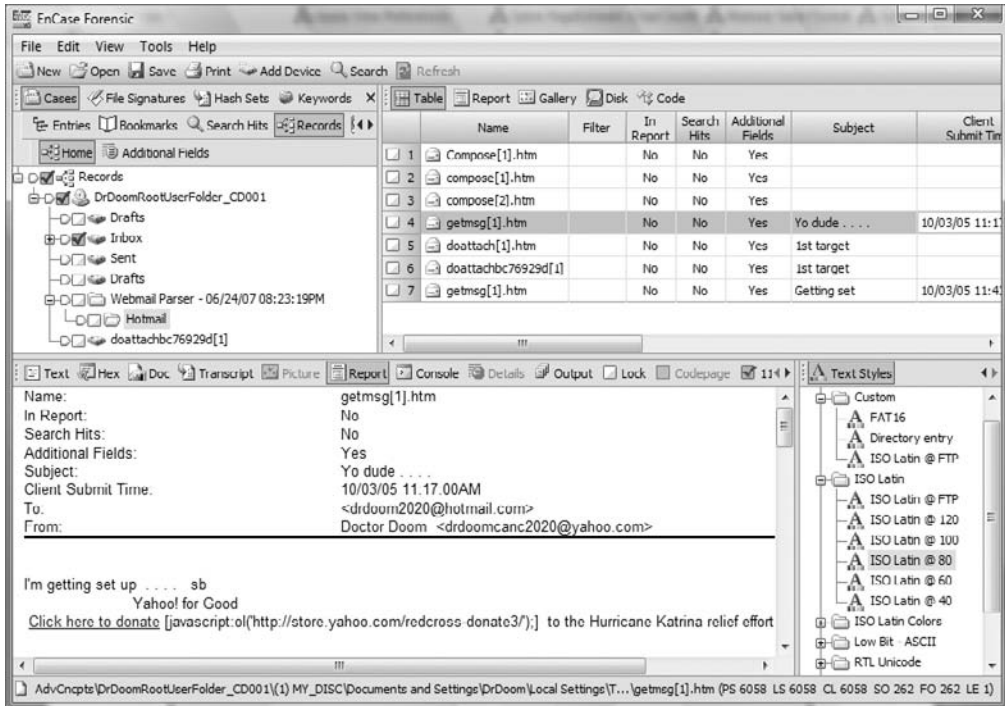 EnCase Forensic
File Edit View Tools Help
New Open Save Print Add Device Search Refresh
Cases File Signatures Hash Sets Keywords X
Entries Bookmarks Search Hits Records
Home Additional Fields
Records
DrDoomRootUserFolder_CD001
Drafts
Inbox
Sent
Drafts
Webmail Parser - 06/24/07 08:23:19PM
Hotmail
doattachbc76929d[1]
Table Report Gallery Disk Code
Name Filter In Report Search Hits Additional Fields Subject Client Submit Tim
1 Compose[1].htm No No Yes
2 compose[1].htm No No Yes
3 compose[2].htm No No Yes
4 getmsg[1].htm No No Yes Yo dude . . . . 10/03/05 11:1
5 doattach[1].htm No No Yes 1st target
6 doattachbc76929d[1] No No Yes 1st target
7 getmsg[1].htm No No Yes Getting set 10/03/05 11:4
Text Hex Doc Transcript Picture Report Console Details Output Lock Codepage 11
Name: getmsg[1].htm
In Report: No
Search Hits: No
Additional Fields: Yes
Subject: Yo dude . . . .
Client Submit Time: 10/03/05 11:17:00AM
To: <drdoom2020@hotmail.com>
From: Doctor Doom <drdoomcanc2020@yahoo.com>
I'm getting set up . . . . sb
Yahoo! for Good
Click here to donate [javascript:ol('http://store.yahoo.com/redcross-donate3/');] to the Hurricane Katrina relief effort
Text Styles
Custom
FAT16
Directory entry
ISO Latin @ FTP
ISO Latin
ISO Latin @ FTP
ISO Latin @ 120
ISO Latin @ 100
ISO Latin @ 80
ISO Latin @ 60
ISO Latin @ 40
ISO Latin Colors
Low Bit - ASCII
RTL Unicode
AdvCncpts\DrDoomRootUserFolder_CD001\(1) MY_DISC\Documents and Settings\DrDoom\Local Settings\T...\getmsg[1].htm (PS 6058 LS 6058 CL 6058 SO 262 FO 262 LE 1)